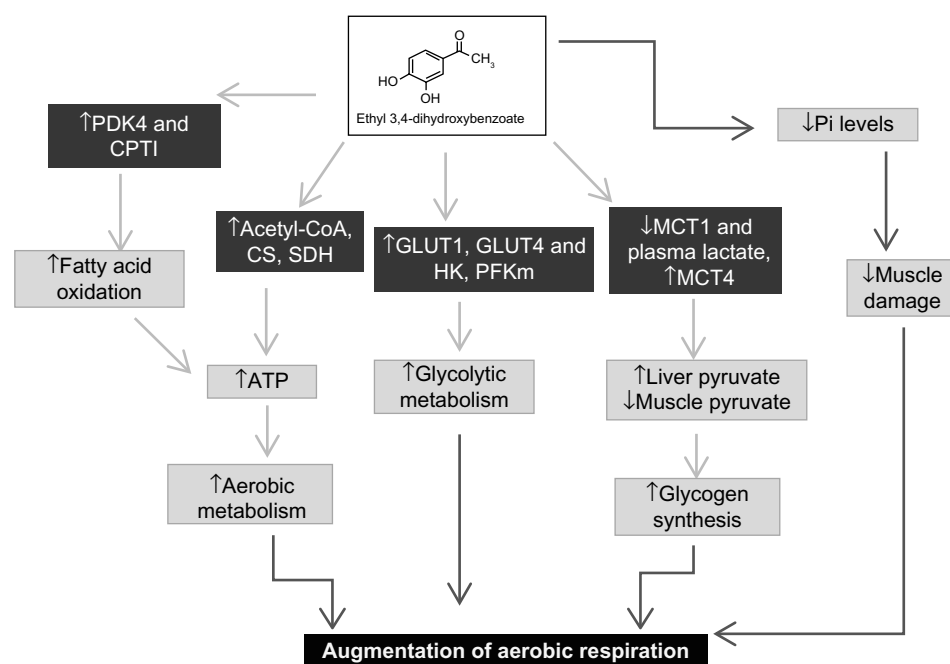 O
CH3
HO
OH
Ethyl 3,4-dihydroxybenzoate
↑PDK4 and
CPTI
↓Pi levels
↑Acetyl-CoA,
CS, SDH
↑GLUT1, GLUT4 and
HK, PFKm
↓MCT1 and
plasma lactate,
↑MCT4
↑Fatty acid
oxidation
↓Muscle
damage
↑ATP
↑Glycolytic
metabolism
↑Liver pyruvate
↓Muscle pyruvate
↑Aerobic
metabolism
↑Glycogen
synthesis
Augmentation of aerobic respiration